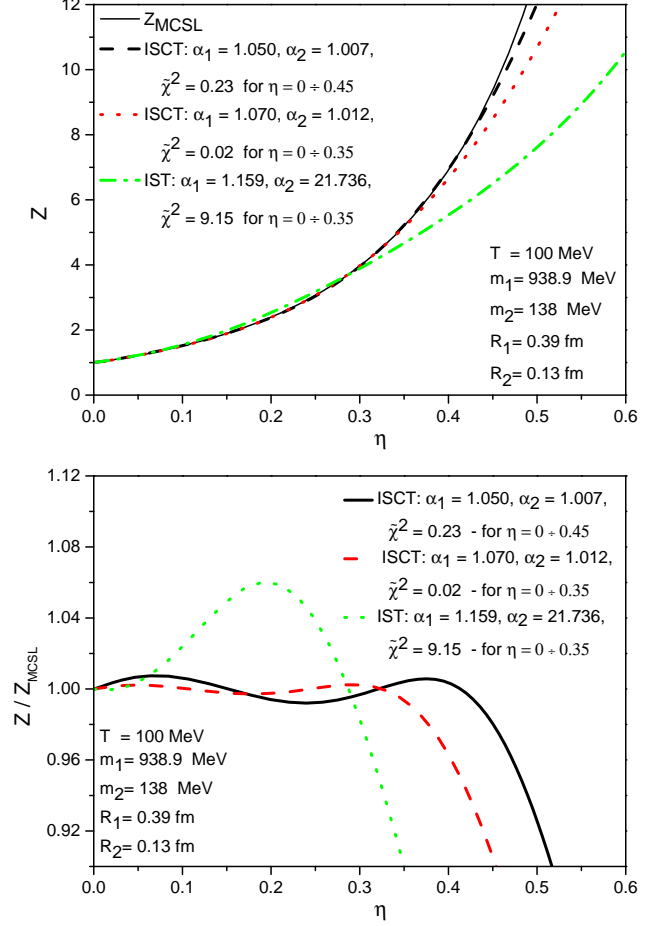 12
10
8
6
4
2
0
Z
Z_MCSL
ISCT: α₁ = 1.050, α₂ = 1.007,
χ̃² = 0.23 for η = 0 ÷ 0.45
ISCT: α₁ = 1.070, α₂ = 1.012,
χ̃² = 0.02 for η = 0 ÷ 0.35
IST: α₁ = 1.159, α₂ = 21.736,
χ̃² = 9.15 for η = 0 ÷ 0.35
T = 100 MeV
m₁= 938.9 MeV
m₂= 138 MeV
R₁= 0.39 fm
R₂= 0.13 fm
0.0 0.1 0.2 0.3 0.4 0.5 0.6
η
1.12
1.08
1.04
1.00
0.96
0.92
Z / Z_MCSL
ISCT: α₁ = 1.050, α₂ = 1.007,
χ̃² = 0.23 - for η = 0 ÷ 0.45
ISCT: α₁ = 1.070, α₂ = 1.012,
χ̃² = 0.02 - for η = 0 ÷ 0.35
IST: α₁ = 1.159, α₂ = 21.736,
χ̃² = 9.15 - for η = 0 ÷ 0.35
T = 100 MeV
m₁= 938.9 MeV
m₂= 138 MeV
R₁= 0.39 fm
R₂= 0.13 fm
0.0 0.1 0.2 0.3 0.4 0.5 0.6
η